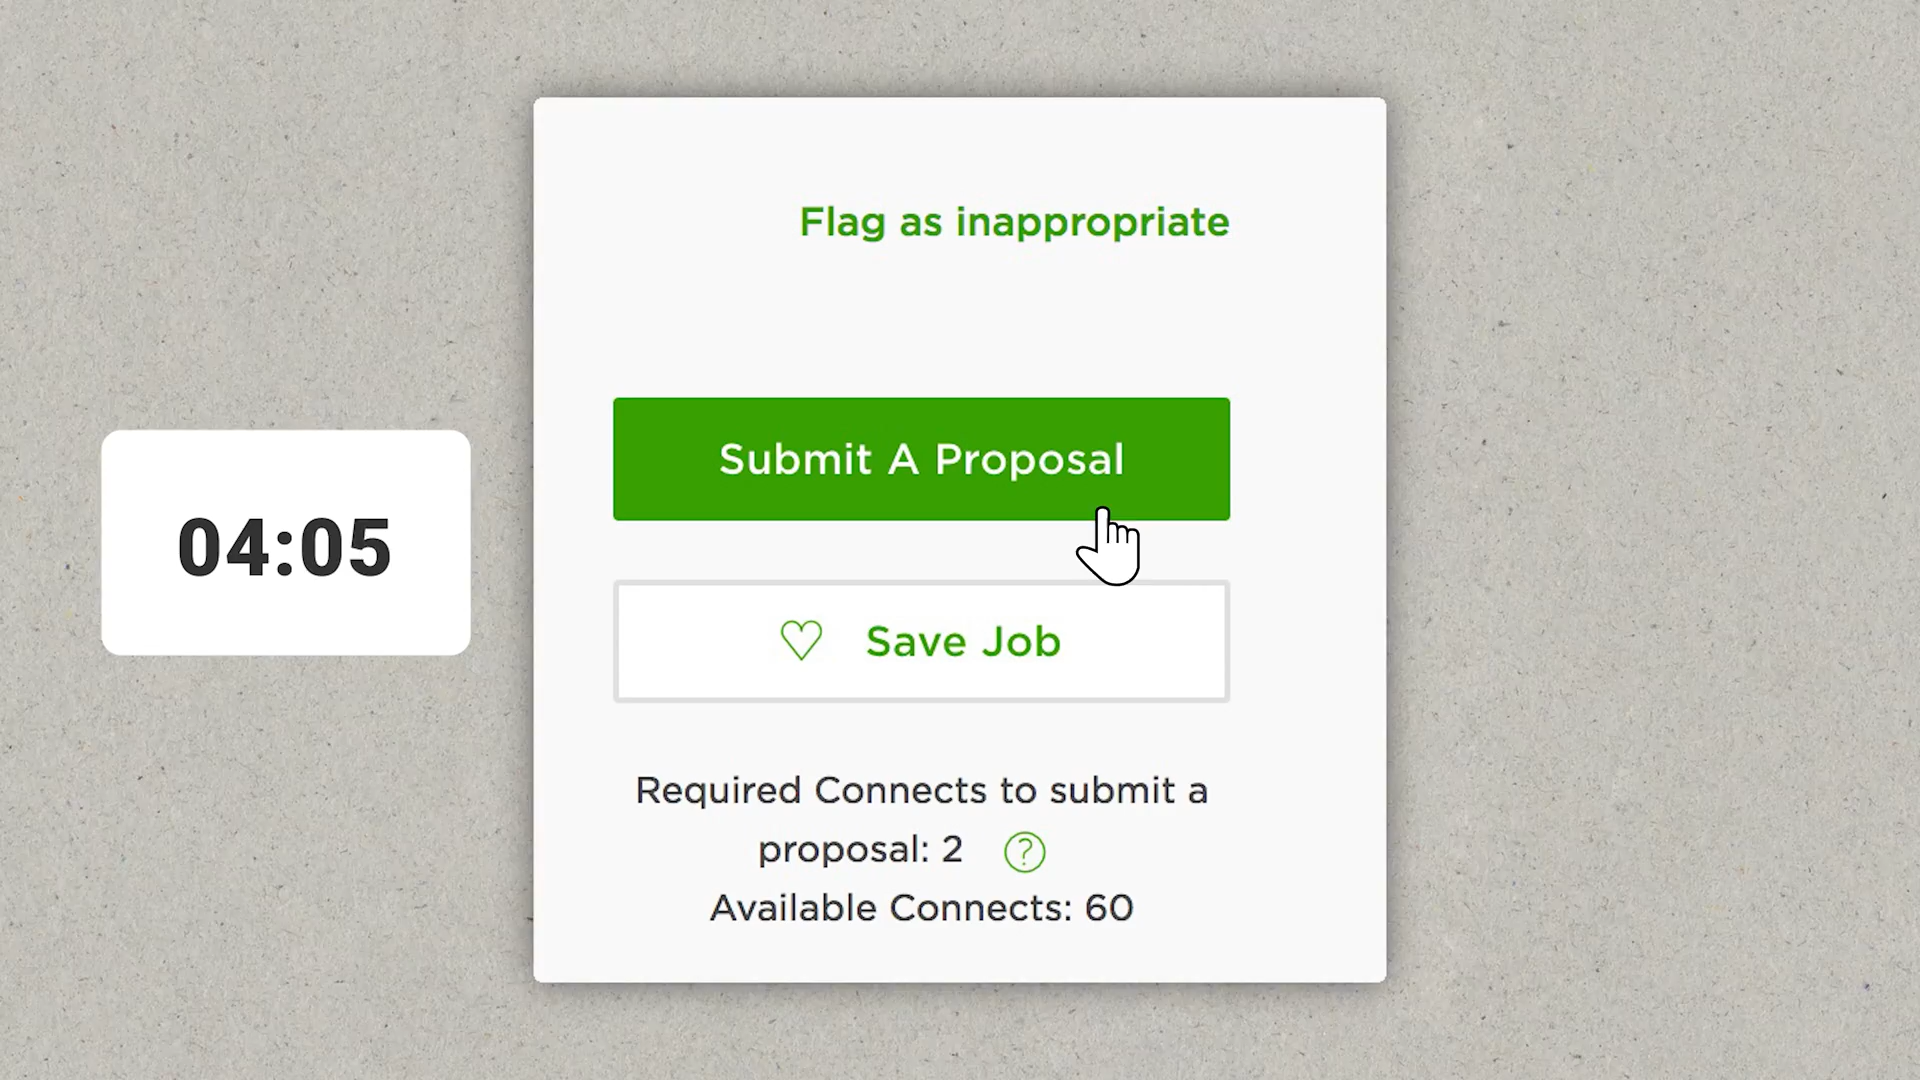 Flag as inappropriate
Submit A Proposal
04:05
Save Job
Required Connects to submit a
proposal: 2 ?
Available Connects: 60